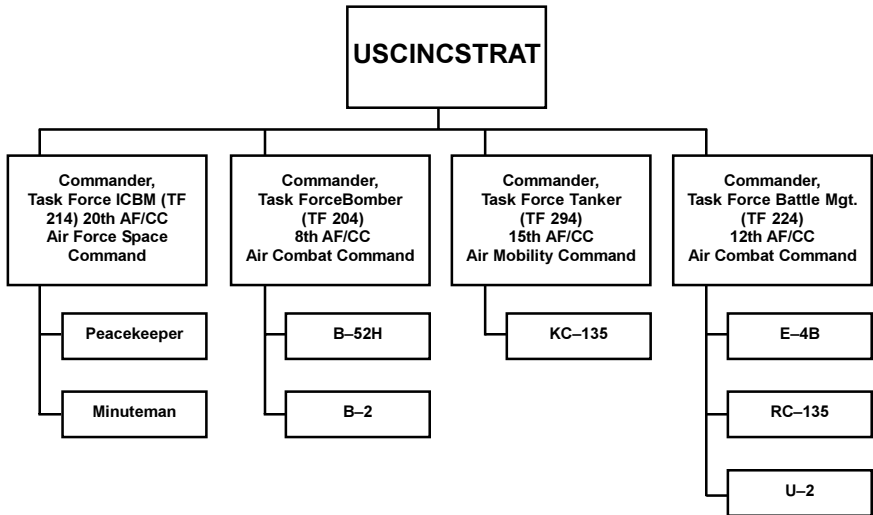 USCINCSTRAT
Commander,
Task Force ICBM (TF
214) 20th AF/CC
Air Force Space
Command
Commander,
Task ForceBomber
(TF 204)
8th AF/CC
Air Combat Command
Commander,
Task Force Tanker
(TF 294)
15th AF/CC
Air Mobility Command
Commander,
Task Force Battle Mgt.
(TF 224)
12th AF/CC
Air Combat Command
Peacekeeper
Minuteman
B–52H
B–2
KC–135
E–4B
RC–135
U–2